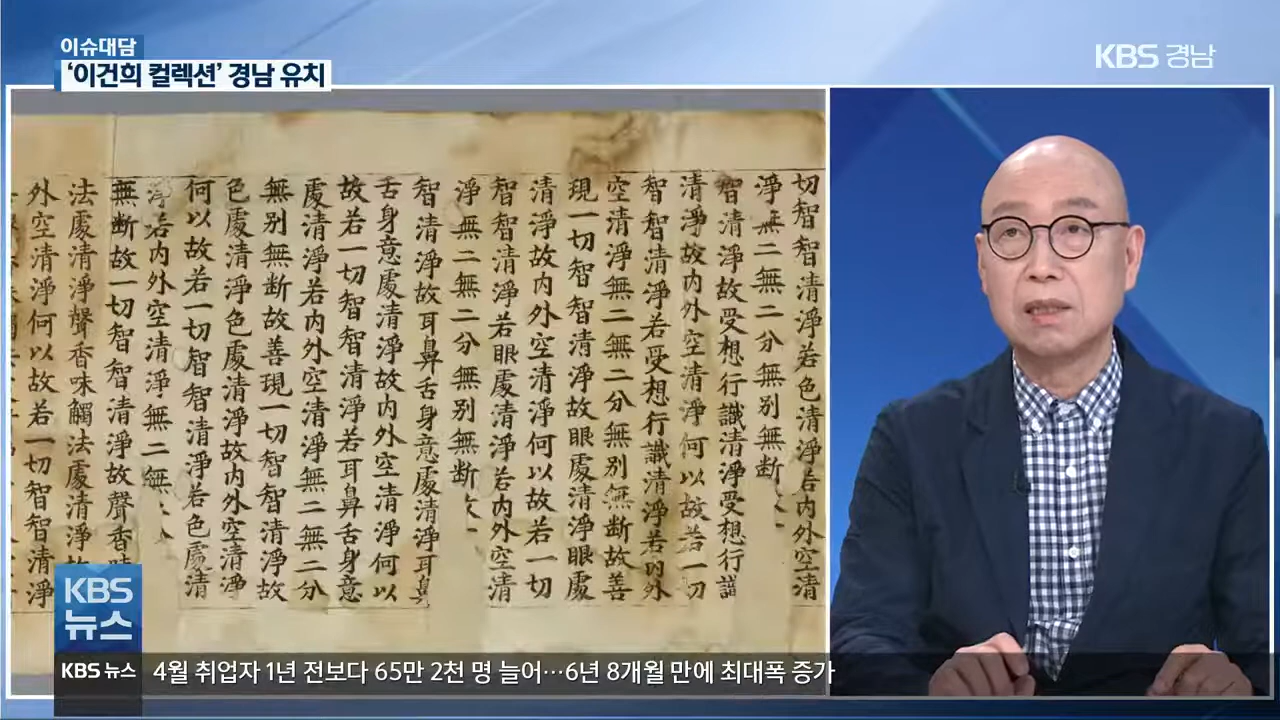 이슈대담
'이건희 컬렉션' 경남 유치
KBS 경남
切智智清淨若色清淨若内外空清
淨無二無二分無别無斷
智清淨故受想行識清淨受想行識
清淨故内外空清淨何以故若一切
智智清淨若受想行識清淨若内外
空清淨無二無二分無别無斷故善
現一切智智清淨故眼處清淨眼處
清淨故内外空清淨何以故若一切
智智清淨若眼處清淨若内外空清
淨無二無二分無别無斷
智清淨故耳鼻舌身意處清淨耳鼻
舌身意處清淨故内外空清淨何以
故若一切智智清淨若耳鼻舌身意
處清淨若内外空清淨無二無二分
無别無斷故善現一切智智清淨故
色處清淨色處清淨故内外空清淨
何以故若一切智智清淨若色處清
淨若内外空清淨無二無
無斷故一切智智清淨故聲香
法處清淨聲香味觸法處清淨故
外空清淨何以故若一切智智清淨
KBS
뉴스
KBS 뉴스 4월 취업자 1년 전보다 65만 2천 명 늘어…6년 8개월 만에 최대폭 증가